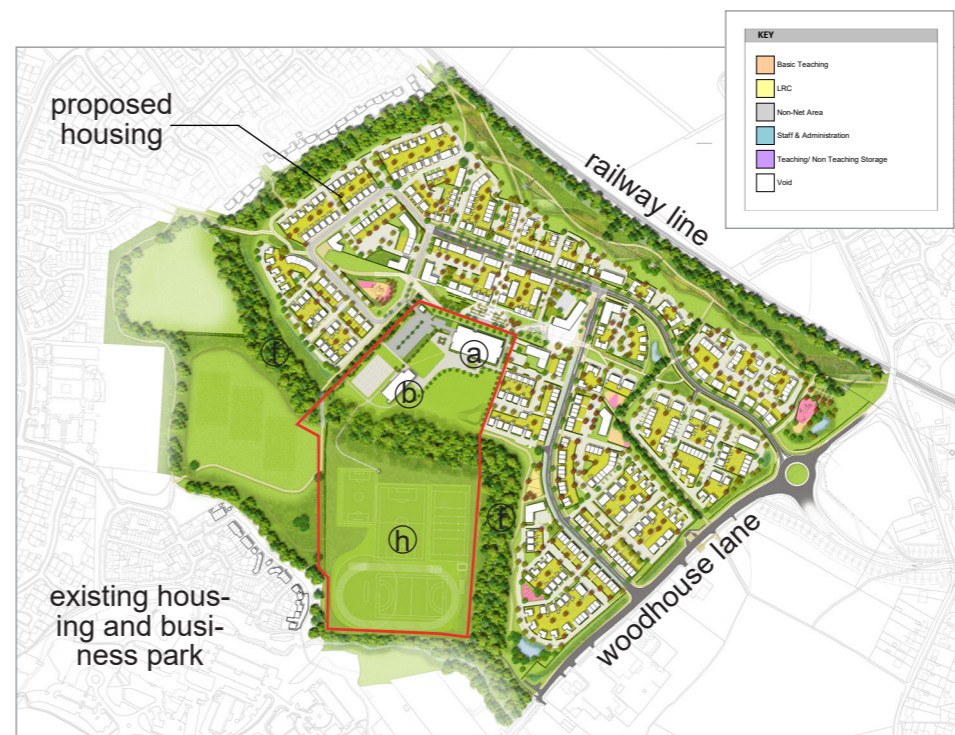 KEY
Basic Teaching
LRC
Non-Net Area
Staff & Administration
Teaching/ Non Teaching Storage
Void
proposed
housing
railway line
f
a
b
f
h
existing hous-
ing and busi-
ness park
woodhouse lane